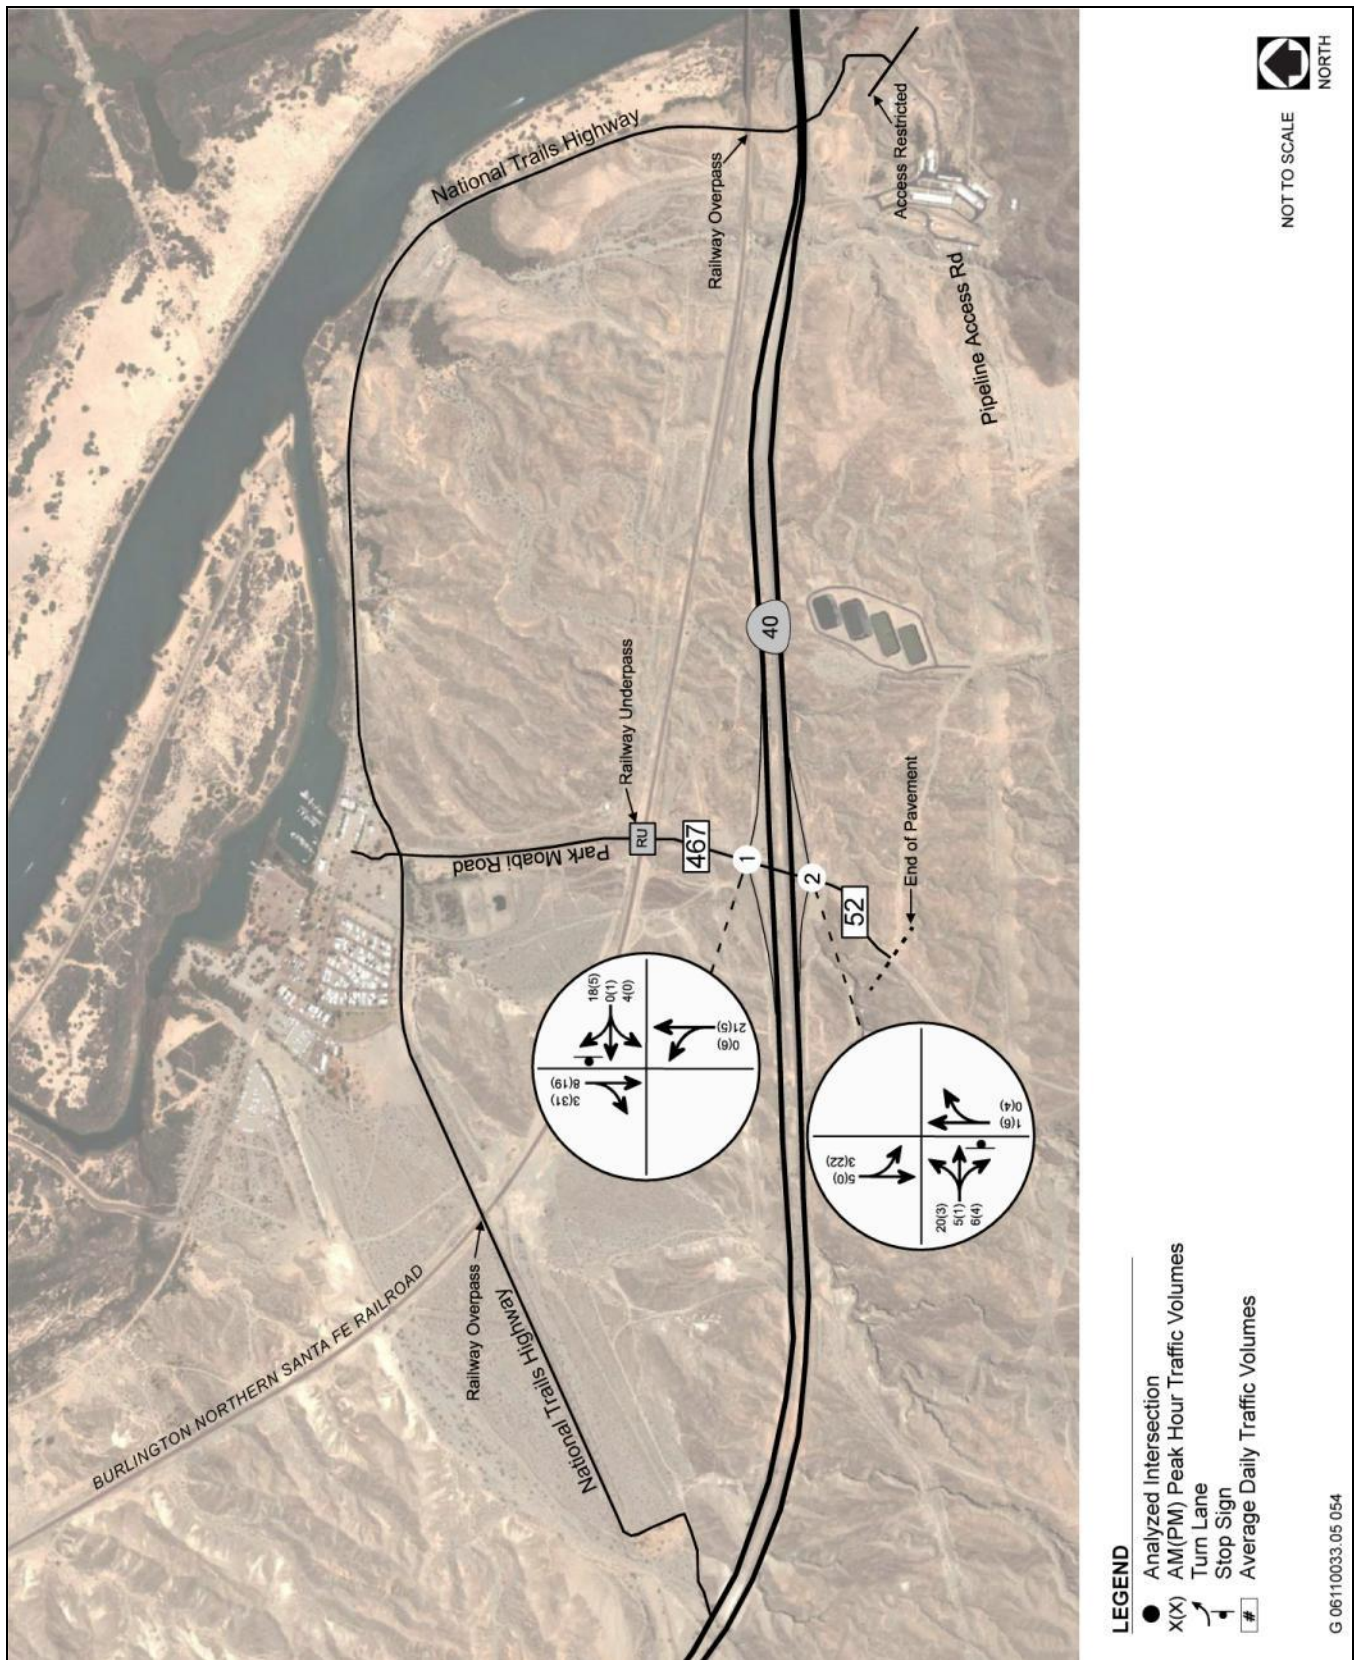 National Trails Highway
Railway Overpass
Access Restricted
Pipeline Access Rd
NOT TO SCALE
NORTH
40
Railway Underpass
RU
Park Moabi Road
467
1
2
52
End of Pavement
18(5)
0(1)
4(0)
3(31)
8(19)
0(6)
21(5)
5(0)
3(22)
20(3)
5(1)
6(4)
1(6)
0(4)
BURLINGTON NORTHERN SANTA FE RAILROAD
Railway Overpass
National Trails Highway
LEGEND
Analyzed Intersection
X(X) AM(PM) Peak Hour Traffic Volumes
Turn Lane
Stop Sign
# Average Daily Traffic Volumes
G 06110033.05 054